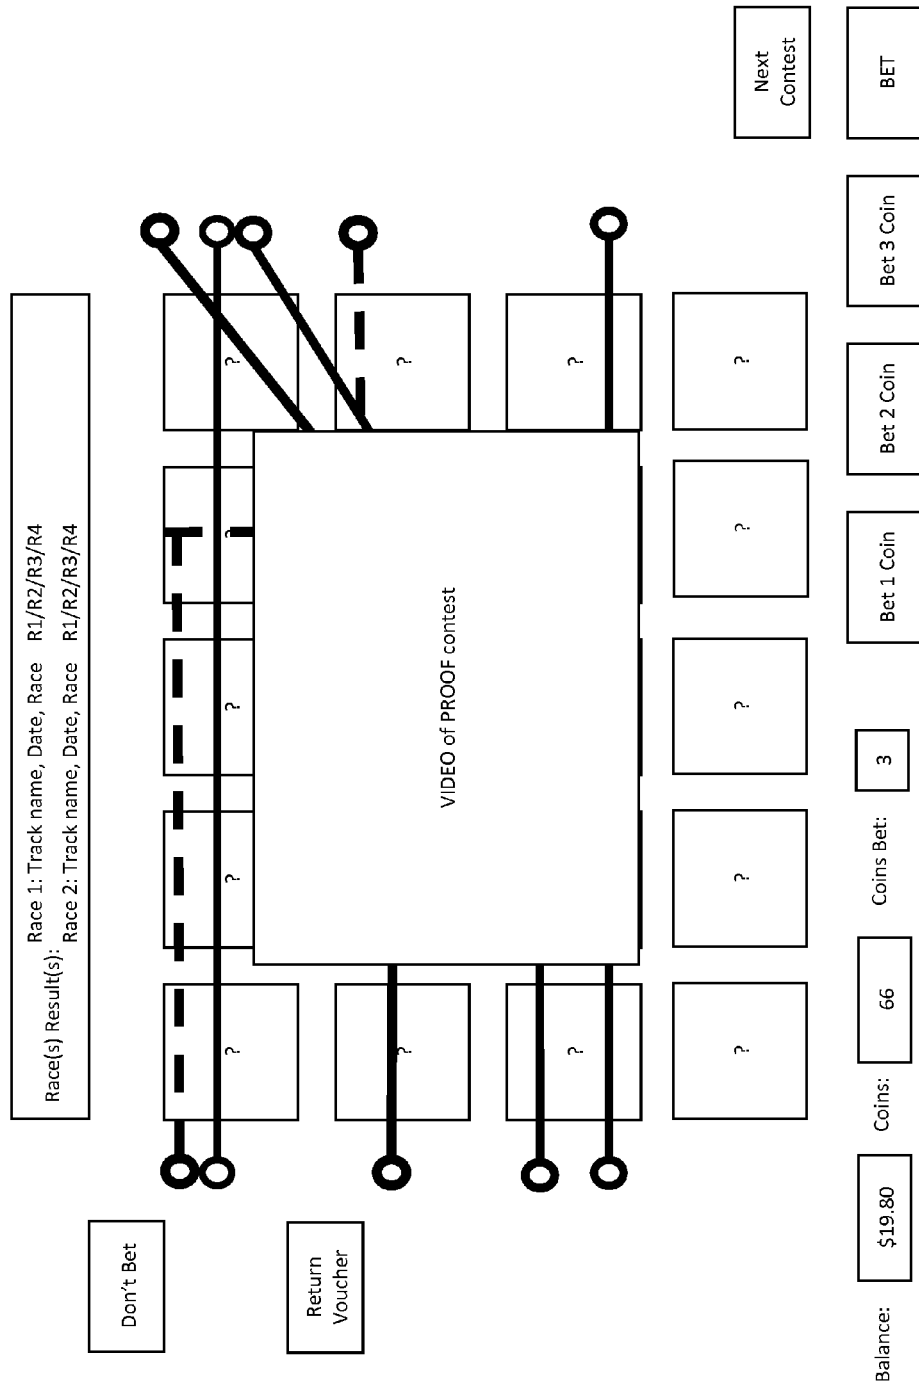 Race 1: Track name, Date, Race R1/R2/R3/R4
Race(s) Result(s):
Race 2: Track name, Date, Race R1/R2/R3/R4
Don't Bet
Return
Voucher
? ? ? ? ?
? ?
? ?
? ? ? ? ?
VIDEO of PROOF contest
Next
Contest
Balance: $19.80 Coins: 66 Coins Bet: 3 Bet 1 Coin Bet 2 Coin Bet 3 Coin BET